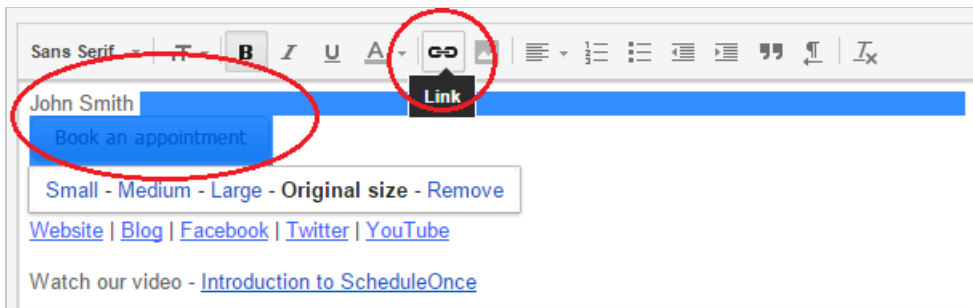 Sans Serif B I U A
Link
John Smith
Book an appointment
Small - Medium - Large - Original size - Remove
Website | Blog | Facebook | Twitter | YouTube
Watch our video - Introduction to ScheduleOnce